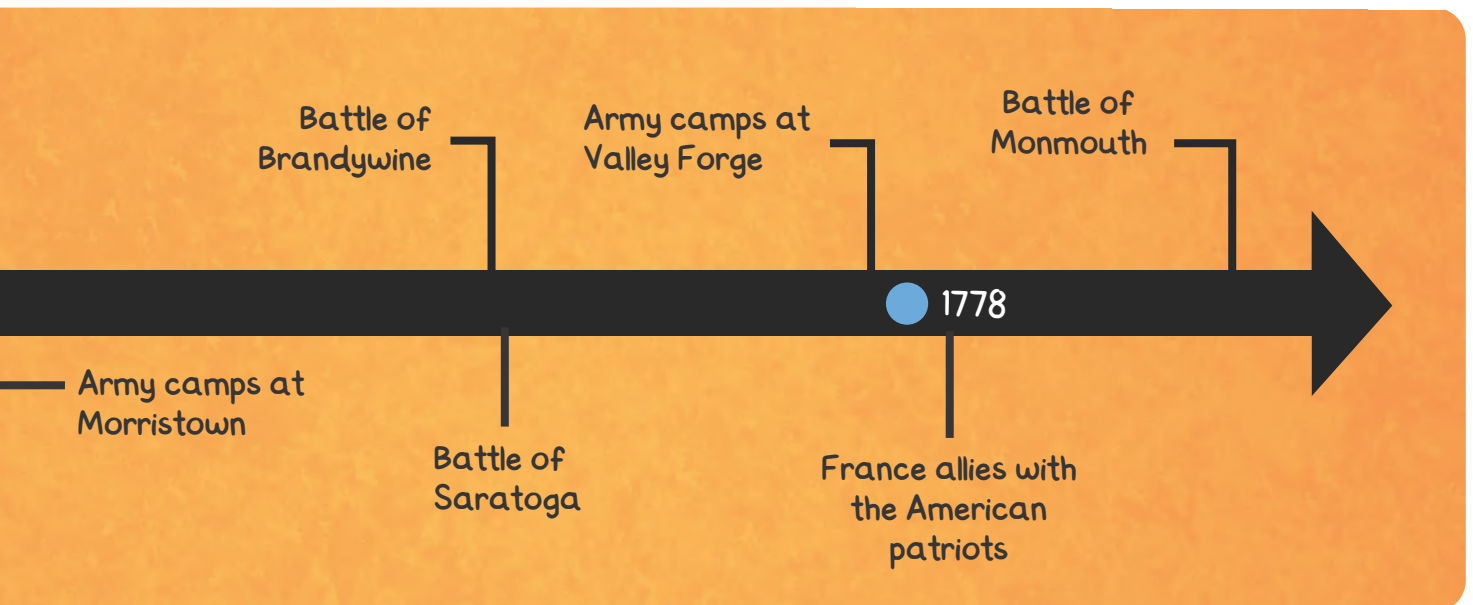 Battle of
Brandywine
Army camps at
Valley Forge
Battle of
Monmouth
1778
Army camps at
Morristown
Battle of
Saratoga
France allies with
the American
patriots